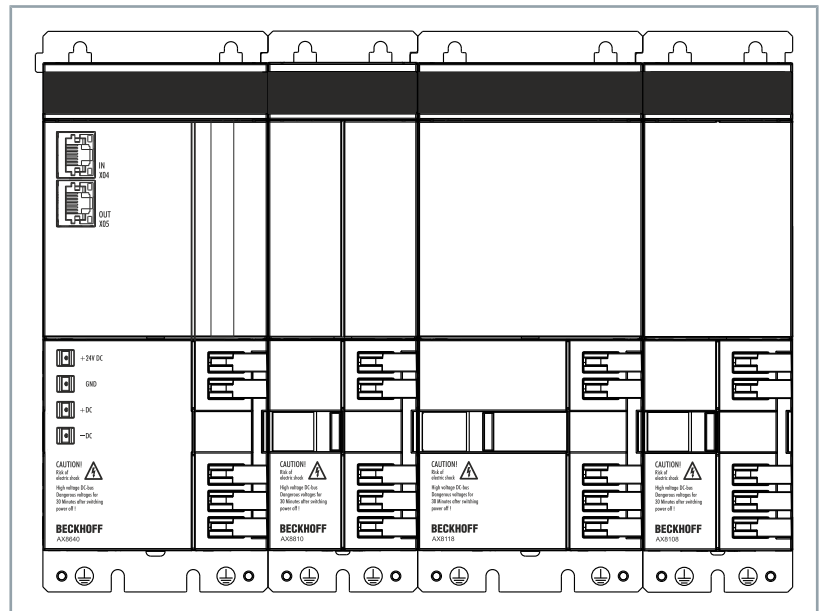 IN
X04
OUT
X05
+24V DC
GND
+DC
−DC
CAUTION!
Risk of
electric shock
High voltage DC-bus
Dangerous voltages for
30 Minutes after switching
power off !
BECKHOFF
AX8640
CAUTION!
Risk of
electric shock
High voltage DC-bus
Dangerous voltages for
30 Minutes after switching
power off !
BECKHOFF
AX8810
CAUTION!
Risk of
electric shock
High voltage DC-bus
Dangerous voltages for
30 Minutes after switching
power off !
BECKHOFF
AX8118
CAUTION!
Risk of
electric shock
High voltage DC-bus
Dangerous voltages for
30 Minutes after switching
power off !
BECKHOFF
AX8108